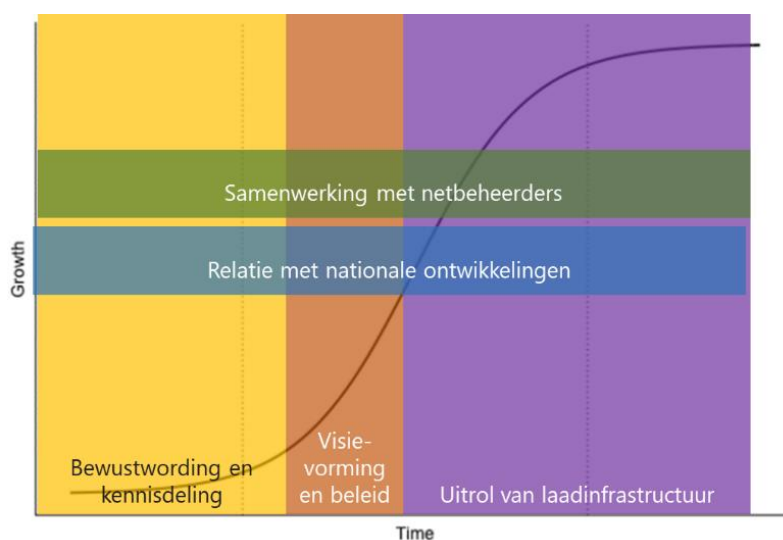 Samenwerking met netbeheerders
Relatie met nationale ontwikkelingen
Growth
Bewustwording en
kennisdeling
Visie-
vorming
en beleid
Uitrol van laadinfrastructuur
Time